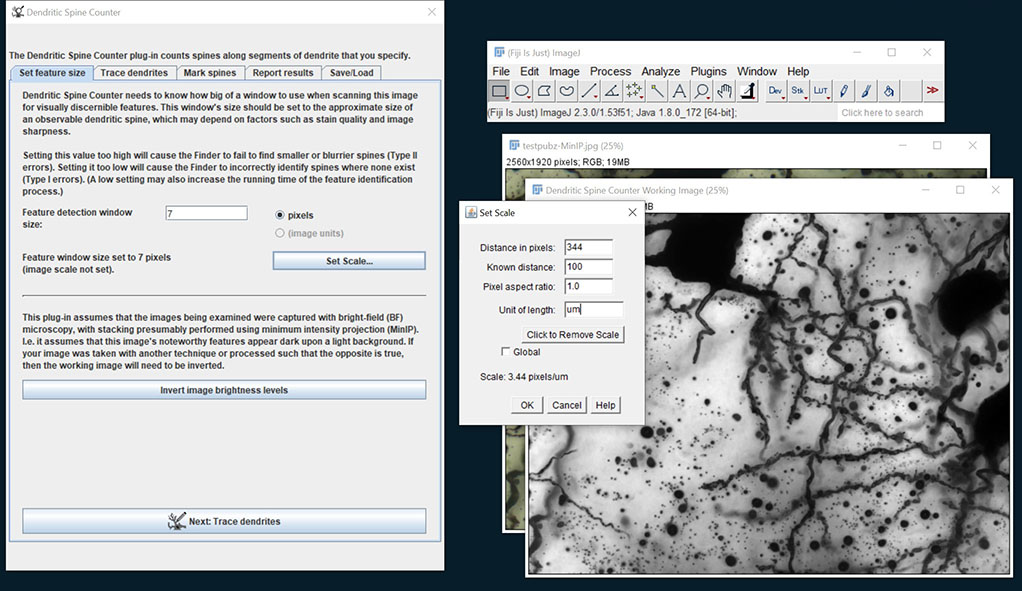 Dendritic Spine Counter
The Dendritic Spine Counter plug-in counts spines along segments of dendrite that you specify.
Set feature size
Trace dendrites
Mark spines
Report results
Save/Load
Dendritic Spine Counter needs to know how big of a window to use when scanning this image
for visually discernible features. This window's size should be set to the approximate size of
an observable dendritic spine, which may depend on factors such as stain quality and image
sharpness.
Setting this value too high will cause the Finder to fail to find smaller or blurrier spines (Type II
errors). Setting it too low will cause the Finder to incorrectly identify spines where none exist
(Type I errors). (A low setting may also increase the running time of the feature identification
process.)
Feature detection window
size:
7
pixels
(image units)
Feature window size set to 7 pixels
(image scale not set).
Set Scale...
This plug-in assumes that the images being examined were captured with bright-field (BF)
microscopy, with stacking presumably performed using minimum intensity projection (MinIP).
I.e. it assumes that this image's noteworthy features appear dark upon a light background. If
your image was taken with another technique or processed such that the opposite is true,
then the working image will need to be inverted.
Invert image brightness levels
Next: Trace dendrites
(Fiji Is Just) ImageJ
File Edit Image Process Analyze Plugins Window Help
A Dev Stk LUT >>
(Fiji Is Just) ImageJ 2.3.0/1.53f51; Java 1.8.0_172 [64-bit];
Click here to search
testpubz-MinIP.jpg (25%)
2560x1920 pixels; RGB; 19MB
Dendritic Spine Counter Working Image (25%)
MB
Set Scale
Distance in pixels: 344
Known distance: 100
Pixel aspect ratio: 1.0
Unit of length: um
Click to Remove Scale
Global
Scale: 3.44 pixels/um
OK Cancel Help